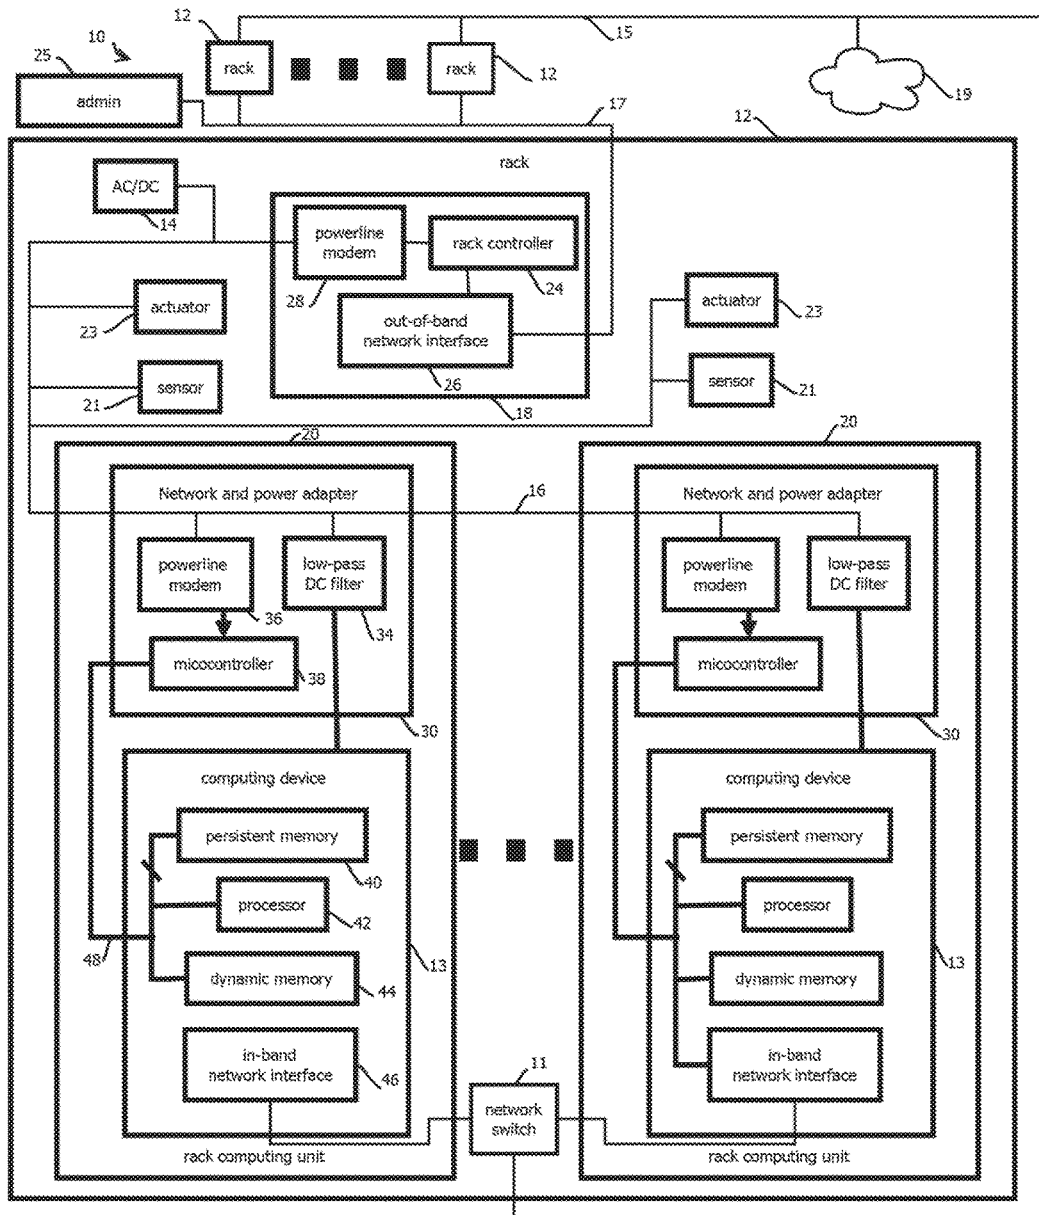 10
12
15
25
rack
rack
12
19
admin
17
12
rack
AC/DC
14
powerline
modem
rack controller
28
24
actuator
23
actuator
23
out-of-band
network interface
26
sensor
21
sensor
21
18
20
20
Network and power adapter
16
Network and power adapter
powerline
modem
low-pass
DC filter
powerline
modem
low-pass
DC filter
36
34
micocontroller
38
micocontroller
30
30
computing device
computing device
persistent memory
40
persistent memory
processor
42
processor
48
13
13
dynamic memory
44
dynamic memory
in-band
network interface
46
in-band
network interface
11
network
switch
rack computing unit
rack computing unit